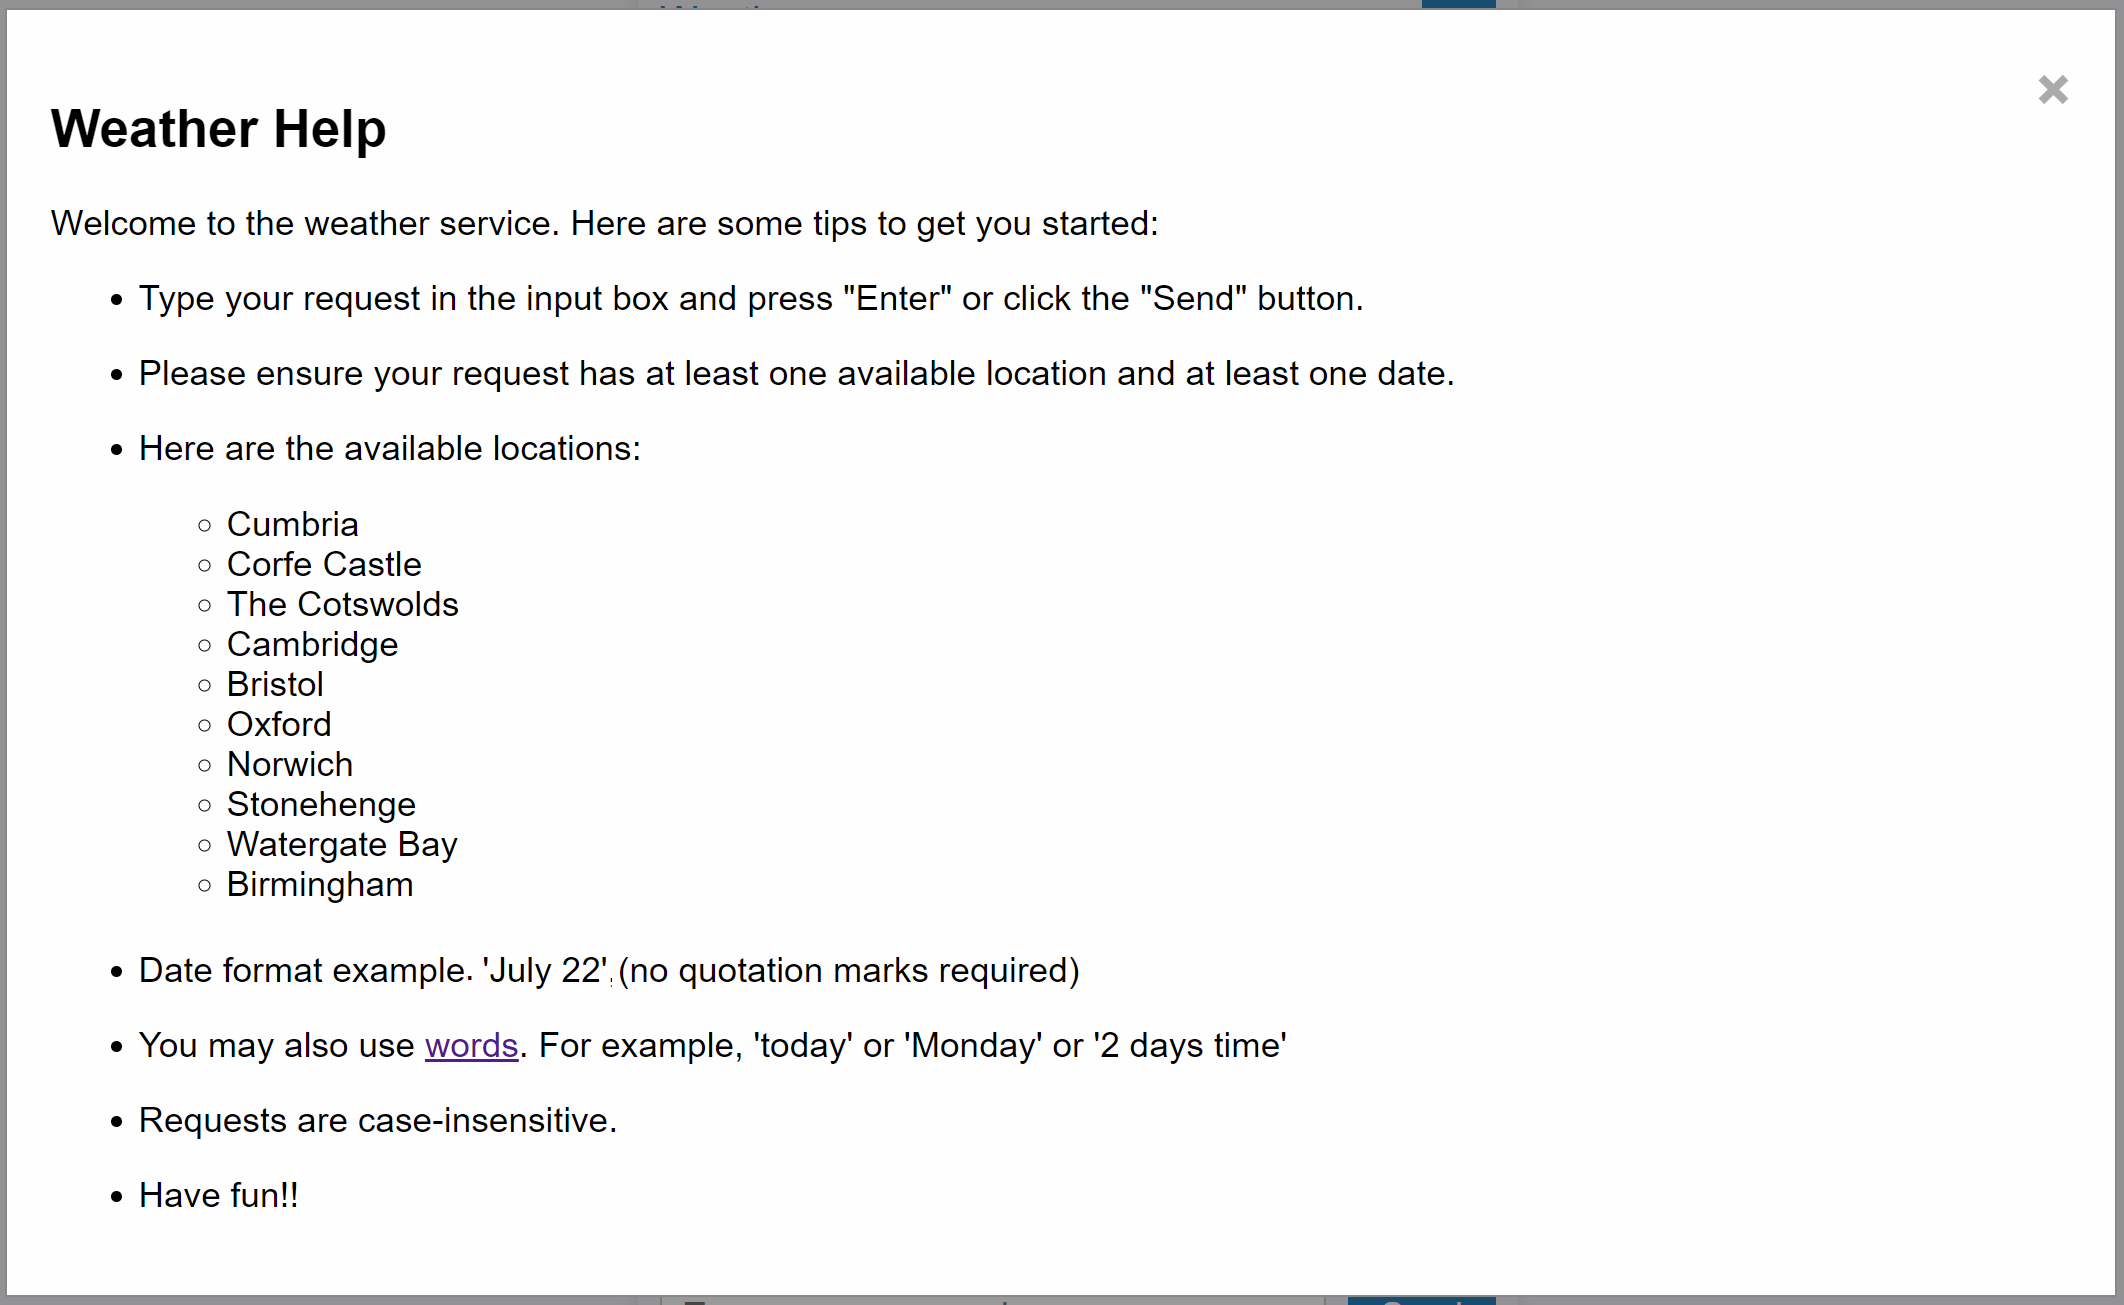 Weather Help
Welcome to the weather service. Here are some tips to get you started:
Type your request in the input box and press "Enter" or click the "Send" button.
Please ensure your request has at least one available location and at least one date.
Here are the available locations:
Cumbria
Corfe Castle
The Cotswolds
Cambridge
Bristol
Oxford
Norwich
Stonehenge
Watergate Bay
Birmingham
Date format example. 'July 22', (no quotation marks required)
You may also use words. For example, 'today' or 'Monday' or '2 days time'
Requests are case-insensitive.
Have fun!!